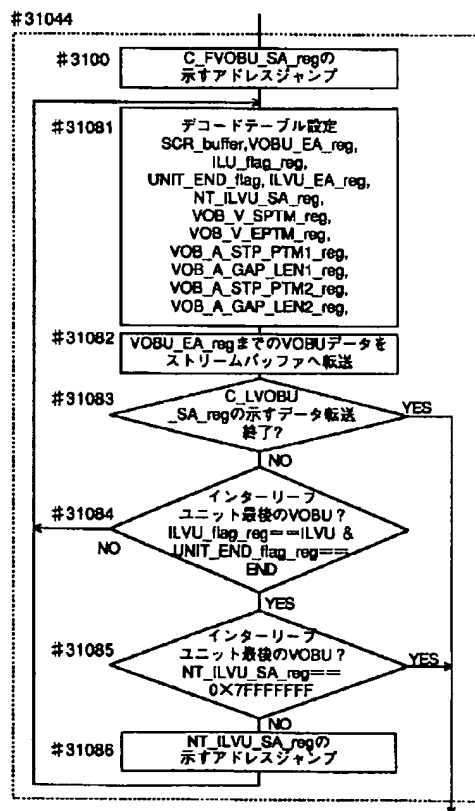 #31044
#3100
C_FVOBU_SA_regの
示すアドレスジャンプ
#31081
デコードテーブル設定
SCR_buffer,VOBU_EA_reg,
ILU_flag_reg,
UNIT_END_flag, ILVU_EA_reg,
NT_ILVU_SA_reg,
VOB_V_SPTM_reg,
VOB_V_EPTM_reg,
VOB_A_STP_PTM1_reg,
VOB_A_GAP_LEN1_reg,
VOB_A_STP_PTM2_reg,
VOB_A_GAP_LEN2_reg,
#31082
VOBU_EA_regまでのVOBUデータを
ストリームバッファへ転送
#31083
C_LVOBU
_SA_regの示すデータ転送
終了?
YES
NO
#31084
インターリーブ
ユニット最後のVOBU?
ILVU_flag_reg==ILVU &
UNIT_END_flag_reg==
END
NO
YES
#31085
インターリーブ
ユニット最後のVOBU?
NT_ILVU_SA_reg==
0×7FFFFFFF
YES
NO
#31086
NT_ILVU_SA_regの
示すアドレスジャンプ